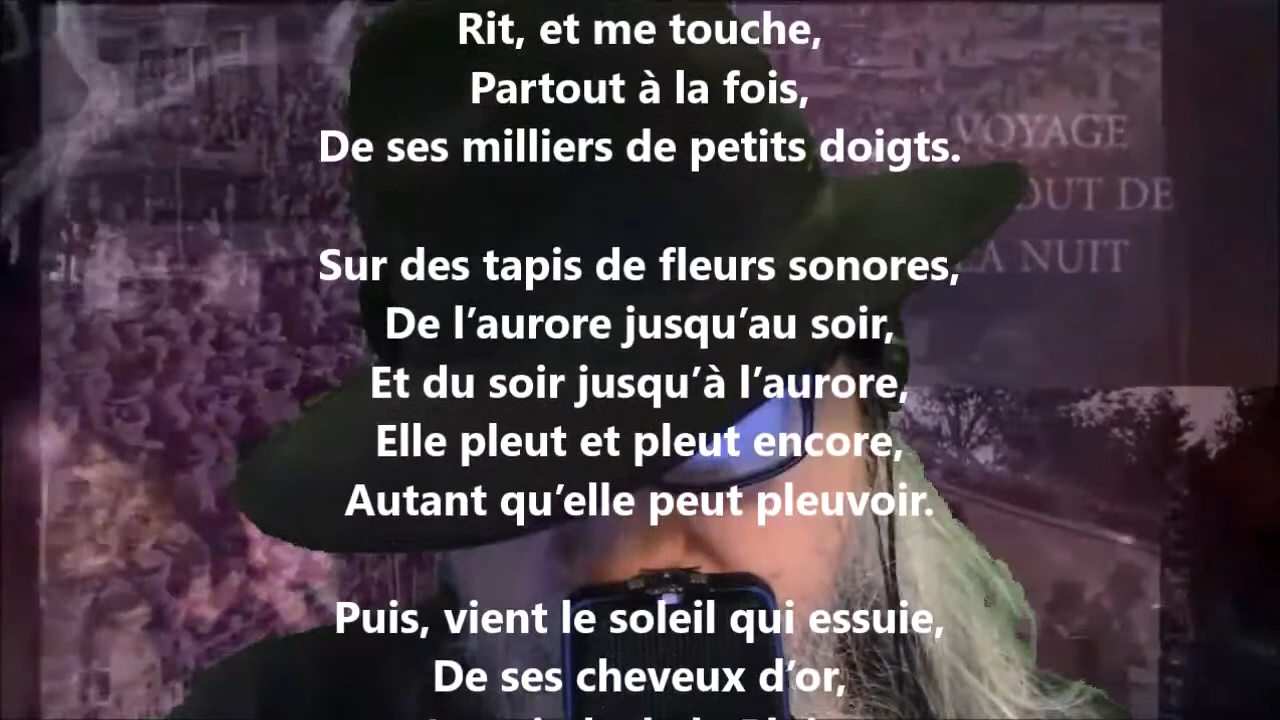 Rit, et me touche,
Partout à la fois,
De ses milliers de petits doigts.
Sur des tapis de fleurs sonores,
De l’aurore jusqu’au soir,
Et du soir jusqu’à l’aurore,
Elle pleut et pleut encore,
Autant qu’elle peut pleuvoir.
Puis, vient le soleil qui essuie,
De ses cheveux d’or,
VOYAGE
OUT DE
LA NUIT